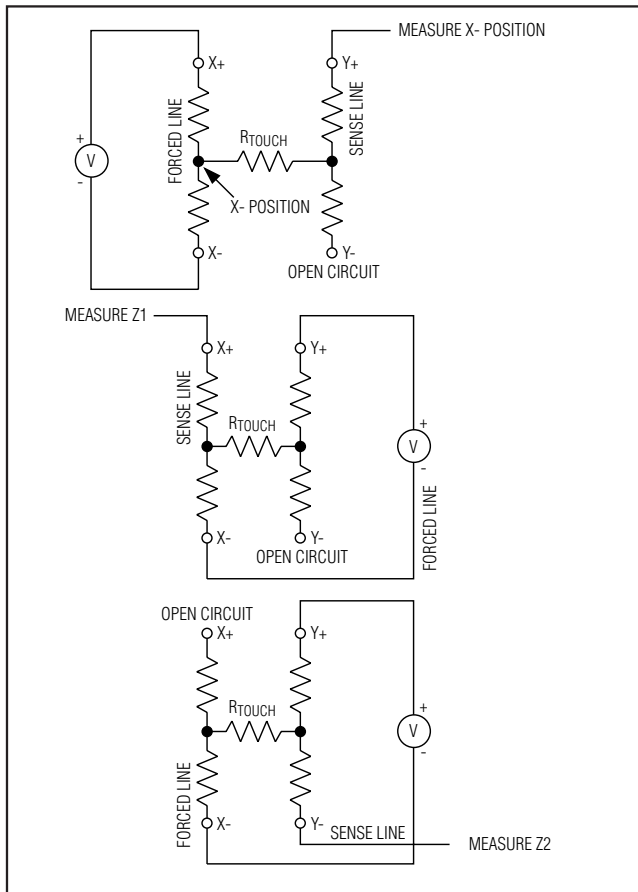 MEASURE X- POSITION
X+
Y+
FORCED LINE
SENSE LINE
RTOUCH
+
V
-
X- POSITION
X-
Y-
OPEN CIRCUIT
MEASURE Z1
X+
Y+
SENSE LINE
RTOUCH
+
V
-
X-
Y-
OPEN CIRCUIT
FORCED LINE
OPEN CIRCUIT
X+
Y+
RTOUCH
+
V
-
FORCED LINE
X-
Y-
SENSE LINE
MEASURE Z2